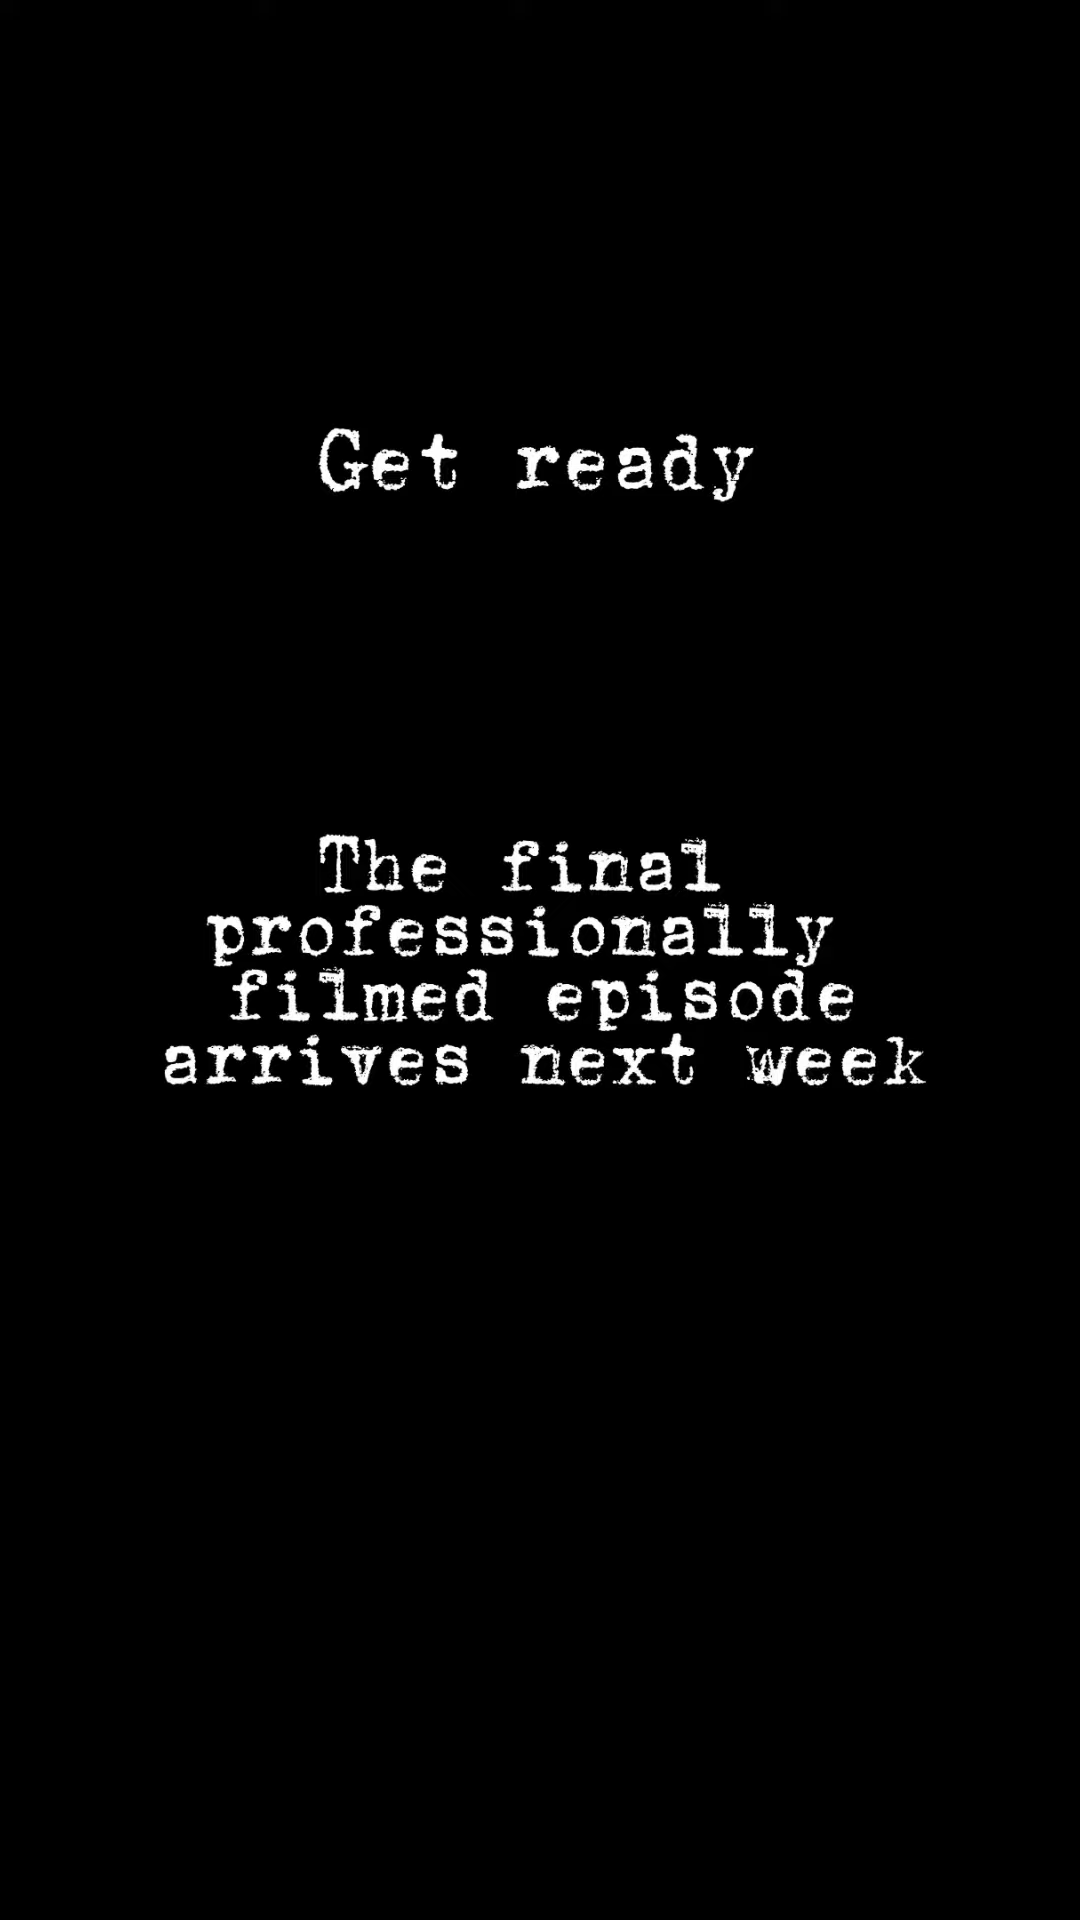 Get ready
The final
professionally
filmed episode
arrives next week